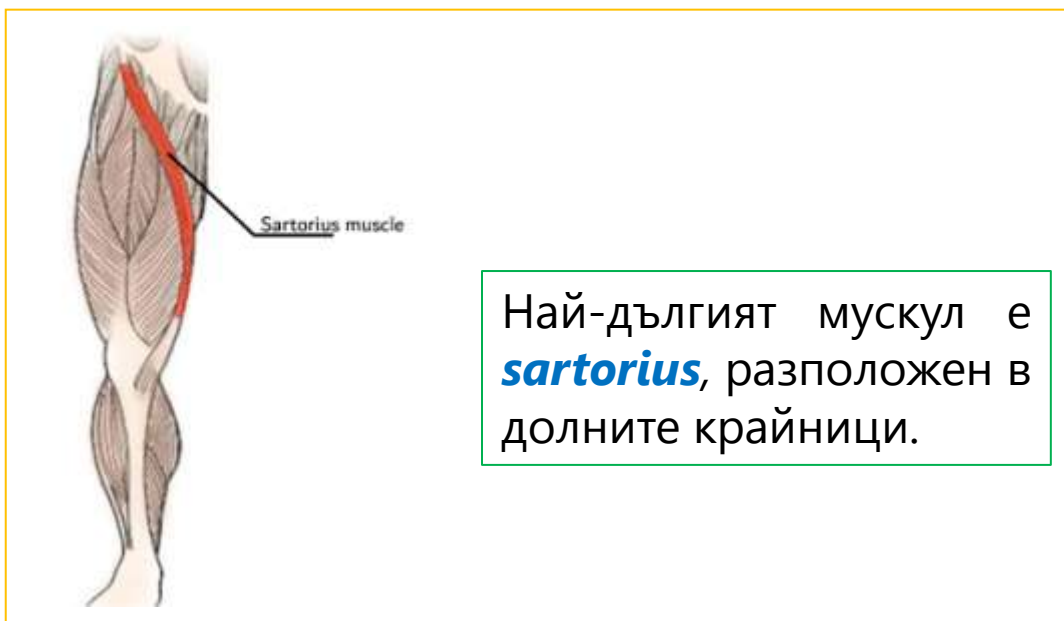 Sartorius muscle
Най-дългият мускул е
sartorius, разположен в
долните крайници.